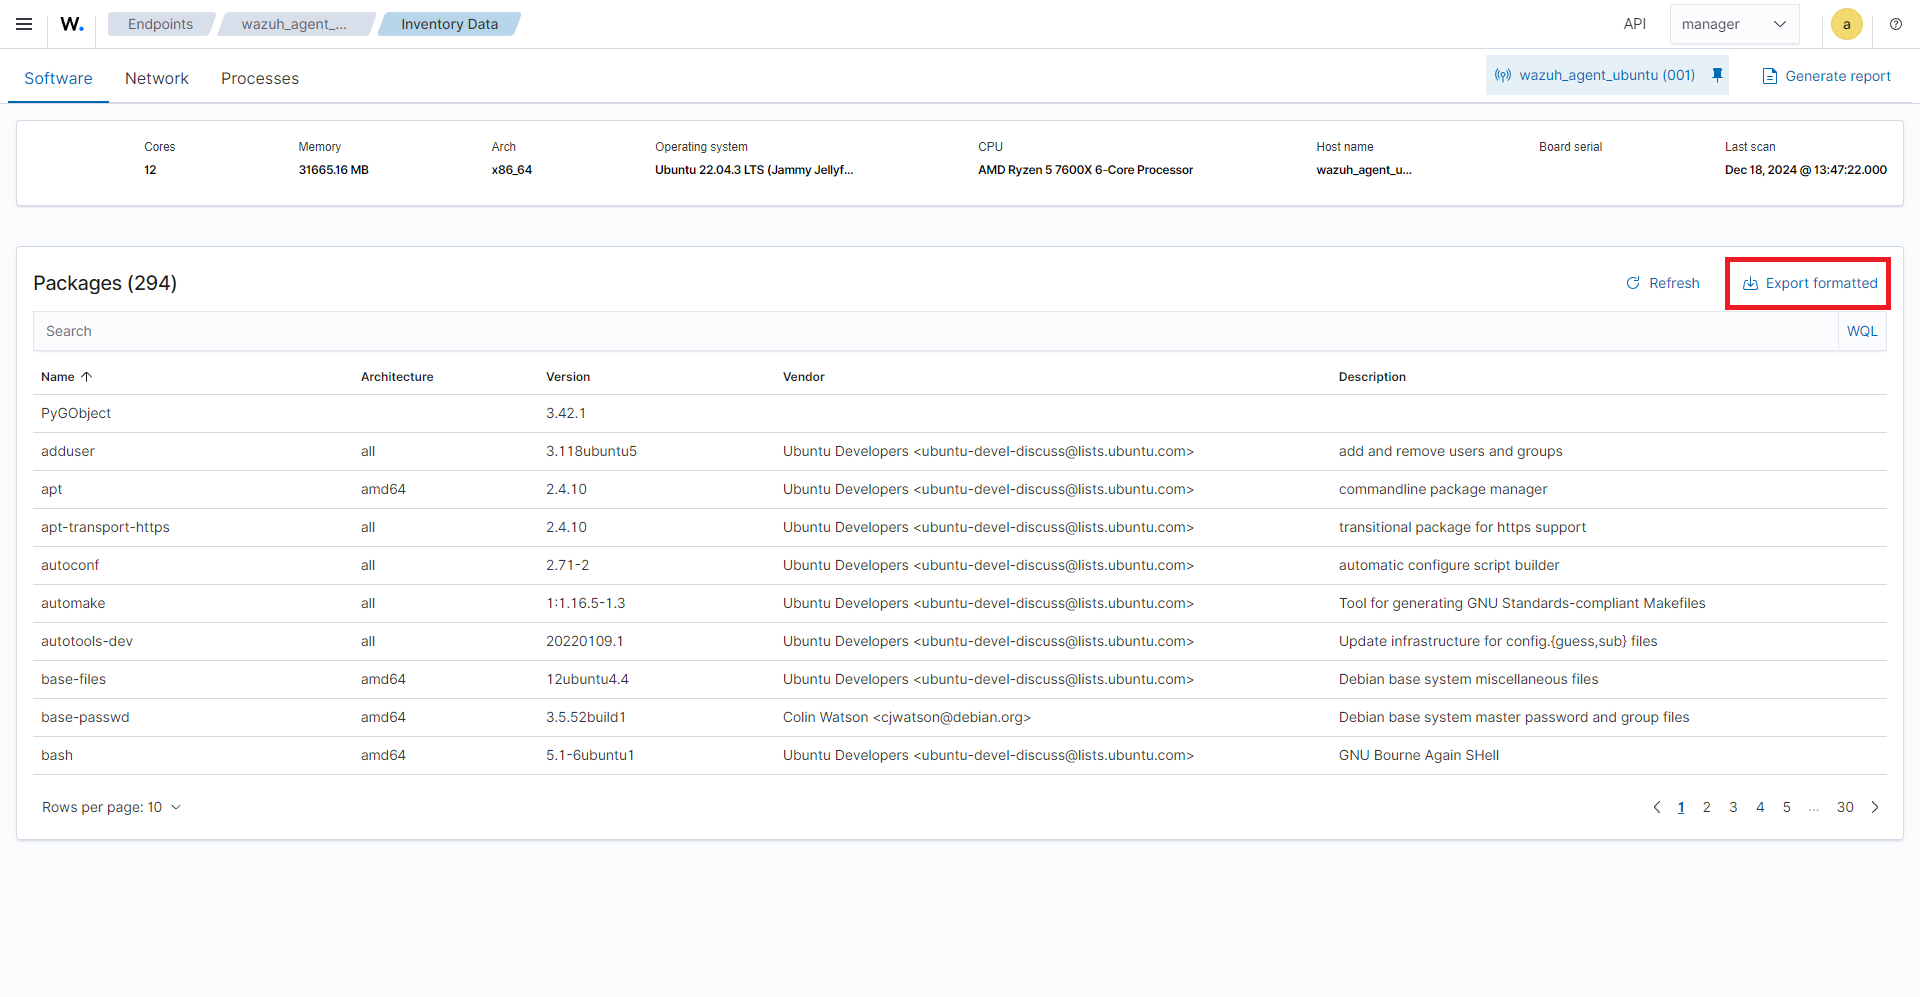 W. Endpoints wazuh_agent_... Inventory Data API manager a
Software Network Processes wazuh_agent_ubuntu (001) Generate report
Cores Memory Arch Operating system CPU Host name Board serial Last scan
12 31665.16 MB x86_64 Ubuntu 22.04.3 LTS (Jammy Jellyf... AMD Ryzen 5 7600X 6-Core Processor wazuh_agent_u... Dec 18, 2024 @ 13:47:22.000
Packages (294) Refresh Export formatted
Search WQL
Name Architecture Version Vendor Description
PyGObject 3.42.1
adduser all 3.118ubuntu5 Ubuntu Developers <ubuntu-devel-discuss@lists.ubuntu.com> add and remove users and groups
apt amd64 2.4.10 Ubuntu Developers <ubuntu-devel-discuss@lists.ubuntu.com> commandline package manager
apt-transport-https all 2.4.10 Ubuntu Developers <ubuntu-devel-discuss@lists.ubuntu.com> transitional package for https support
autoconf all 2.71-2 Ubuntu Developers <ubuntu-devel-discuss@lists.ubuntu.com> automatic configure script builder
automake all 1:1.16.5-1.3 Ubuntu Developers <ubuntu-devel-discuss@lists.ubuntu.com> Tool for generating GNU Standards-compliant Makefiles
autotools-dev all 20220109.1 Ubuntu Developers <ubuntu-devel-discuss@lists.ubuntu.com> Update infrastructure for config.{guess,sub} files
base-files amd64 12ubuntu4.4 Ubuntu Developers <ubuntu-devel-discuss@lists.ubuntu.com> Debian base system miscellaneous files
base-passwd amd64 3.5.52build1 Colin Watson <cjwatson@debian.org> Debian base system master password and group files
bash amd64 5.1-6ubuntu1 Ubuntu Developers <ubuntu-devel-discuss@lists.ubuntu.com> GNU Bourne Again SHell
Rows per page: 10 1 2 3 4 5 ... 30